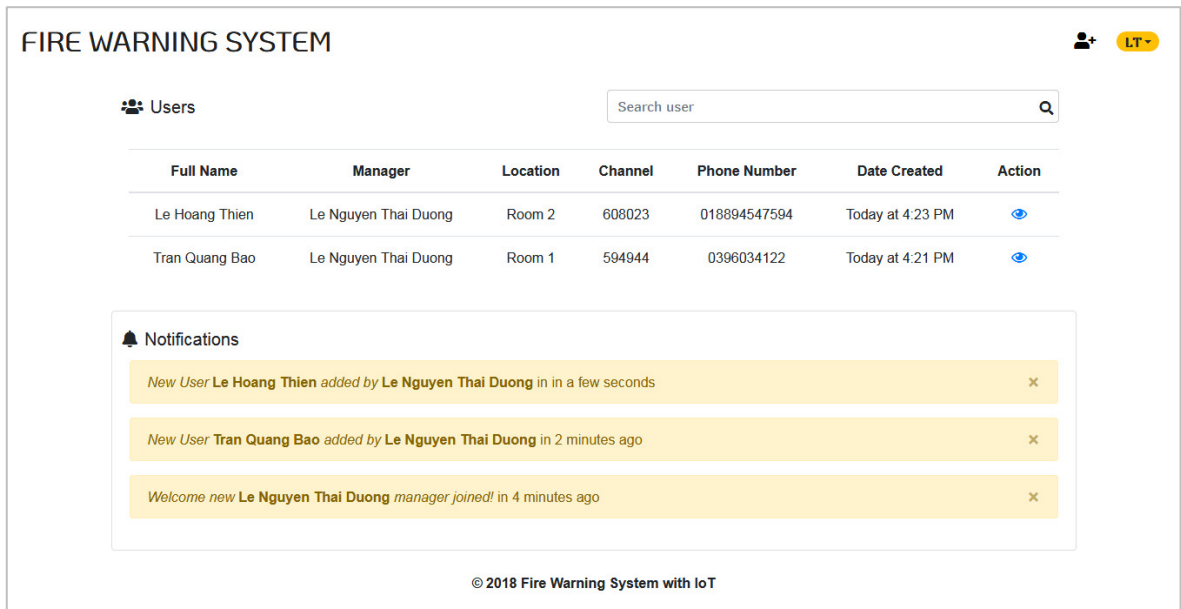 FIRE WARNING SYSTEM
LT
Users
Search user
Full Name Manager Location Channel Phone Number Date Created Action
Le Hoang Thien Le Nguyen Thai Duong Room 2 608023 018894547594 Today at 4:23 PM
Tran Quang Bao Le Nguyen Thai Duong Room 1 594944 0396034122 Today at 4:21 PM
Notifications
New User Le Hoang Thien added by Le Nguyen Thai Duong in in a few seconds ×
New User Tran Quang Bao added by Le Nguyen Thai Duong in 2 minutes ago ×
Welcome new Le Nguyen Thai Duong manager joined! in 4 minutes ago ×
© 2018 Fire Warning System with IoT